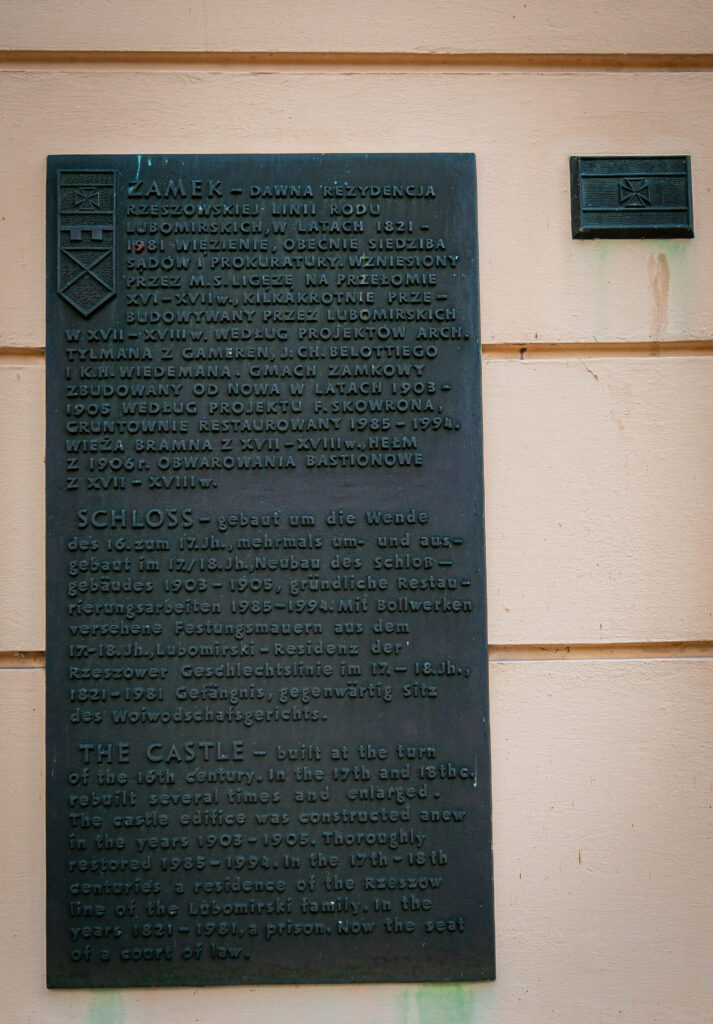 ZAMEK – DAWNA REZYDENCJA
RZESZOWSKIEJ LINII RODU
LUBOMIRSKICH, W LATACH 1821 –
1981 WIĘZIENIE, OBECNIE SIEDZIBA
SĄDÓW I PROKURATURY. WZNIESIONY
PRZEZ M.S. LIGĘZĘ NA PRZEŁOMIE
XVI – XVII w., KILKAKROTNIE PRZE –
BUDOWYWANY PRZEZ LUBOMIRSKICH
W XVII – XVIII w. WEDŁUG PROJEKTÓW ARCH.
TYLMANA Z GAMEREN, J. CH. BELOTTIEGO
I K.H. WIEDEMANA. GMACH ZAMKOWY
ZBUDOWANY OD NOWA W LATACH 1903 –
1905 WEDŁUG PROJEKTU F. SKOWRONA,
GRUNTOWNIE RESTAUROWANY 1985 – 1994.
WIEŻA BRAMNA Z XVII – XVIII w., HEŁM
Z 1906 r. OBWAROWANIA BASTIONOWE
Z XVII – XVIII w.
SCHLOSS – gebaut um die Wende
des 16. zum 17. Jh., mehrmals um- und aus-
gebaut im 17./18. Jh., Neubau des Schloß –
gebäudes 1903 – 1905, gründliche Restau –
rierungsarbeiten 1985 – 1994. Mit Bollwerken
versehene Festungsmauern aus dem
17.-18. Jh., Lubomirski – Residenz der
Rzeszower Geschlechtslinie im 17. – 18. Jh.,
1821 – 1981 Gefängnis, gegenwärtig Sitz
des Woiwodschafsgerichts.
THE CASTLE – built at the turn
of the 16th century. In the 17th and 18thc.
rebuilt several times and enlarged.
The castle edifice was constructed anew
in the years 1903 – 1905. Thoroughly
restored 1985 – 1994. In the 17th – 18th
centuries a residence of the Rzeszow
line of the Lubomirski family. In the
years 1821 – 1981, a prison. Now the seat
of a court of law.